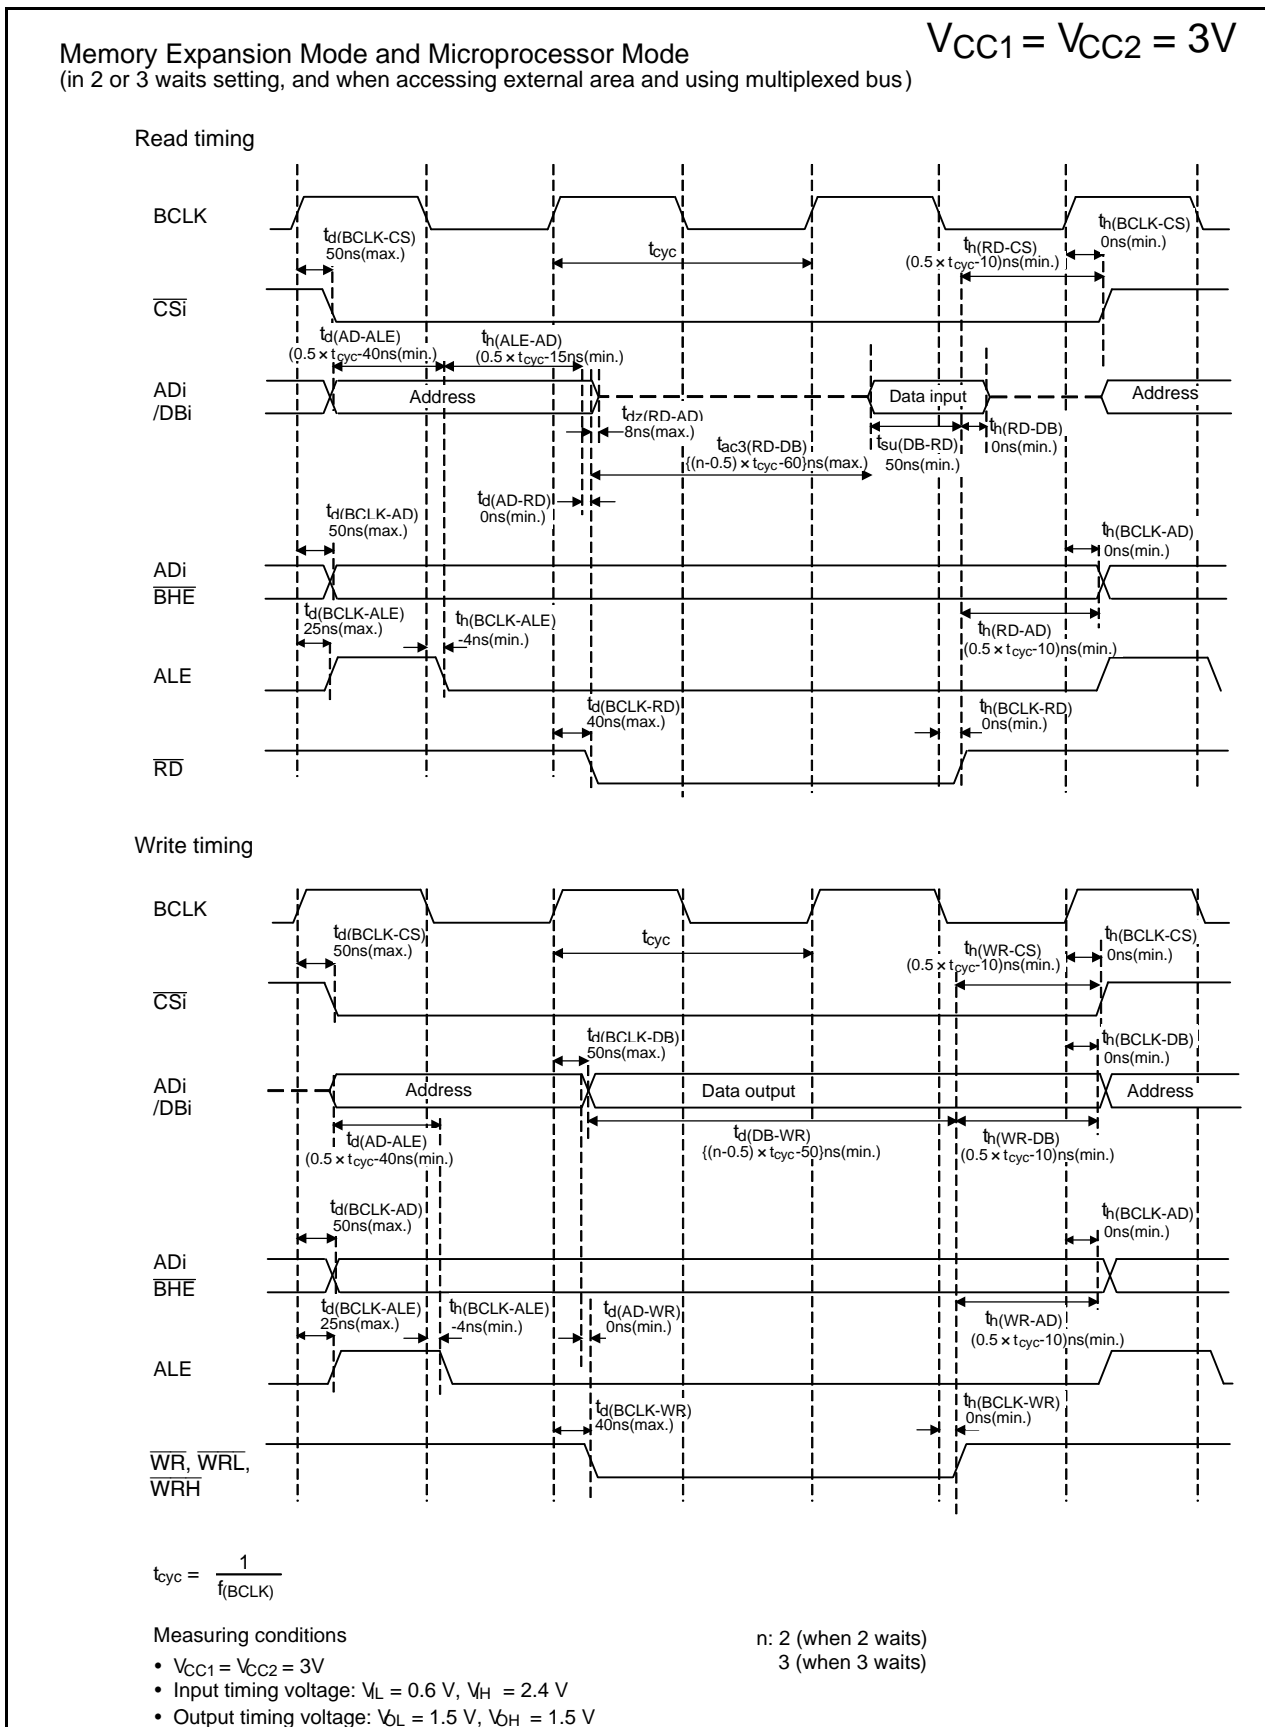 Memory Expansion Mode and Microprocessor Mode
(in 2 or 3 waits setting, and when accessing external area and using multiplexed bus)
VCC1 = VCC2 = 3V
Read timing
BCLK
td(BCLK-CS)
50ns(max.)
tcyc
th(RD-CS)
(0.5 × tcyc-10)ns(min.)
th(BCLK-CS)
0ns(min.)
CSi
td(AD-ALE)
(0.5 × tcyc-40ns(min.)
th(ALE-AD)
(0.5 × tcyc-15ns(min.)
ADi
/DBi
Address
Data input
Address
tdz(RD-AD)
8ns(max.)
tac3(RD-DB)
{(n-0.5) × tcyc-60}ns(max.)
tsu(DB-RD)
50ns(min.)
th(RD-DB)
0ns(min.)
td(AD-RD)
0ns(min.)
td(BCLK-AD)
50ns(max.)
th(BCLK-AD)
0ns(min.)
ADi
BHE
td(BCLK-ALE)
25ns(max.)
th(BCLK-ALE)
-4ns(min.)
th(RD-AD)
(0.5 × tcyc-10)ns(min.)
ALE
td(BCLK-RD)
40ns(max.)
th(BCLK-RD)
0ns(min.)
RD
Write timing
BCLK
td(BCLK-CS)
50ns(max.)
tcyc
th(WR-CS)
(0.5 × tcyc-10)ns(min.)
th(BCLK-CS)
0ns(min.)
CSi
td(BCLK-DB)
50ns(max.)
th(BCLK-DB)
0ns(min.)
ADi
/DBi
Address
Data output
Address
td(AD-ALE)
(0.5 × tcyc-40ns(min.)
td(DB-WR)
{(n-0.5) × tcyc-50}ns(min.)
th(WR-DB)
(0.5 × tcyc-10)ns(min.)
td(BCLK-AD)
50ns(max.)
th(BCLK-AD)
0ns(min.)
ADi
BHE
td(BCLK-ALE)
25ns(max.)
th(BCLK-ALE)
-4ns(min.)
td(AD-WR)
0ns(min.)
th(WR-AD)
(0.5 × tcyc-10)ns(min.)
ALE
td(BCLK-WR)
40ns(max.)
th(BCLK-WR)
0ns(min.)
WR, WRL,
WRH
tcyc = 1
f(BCLK)
Measuring conditions
• VCC1 = VCC2 = 3V
• Input timing voltage: VIL = 0.6 V, VIH = 2.4 V
• Output timing voltage: VOL = 1.5 V, VOH = 1.5 V
n: 2 (when 2 waits)
3 (when 3 waits)